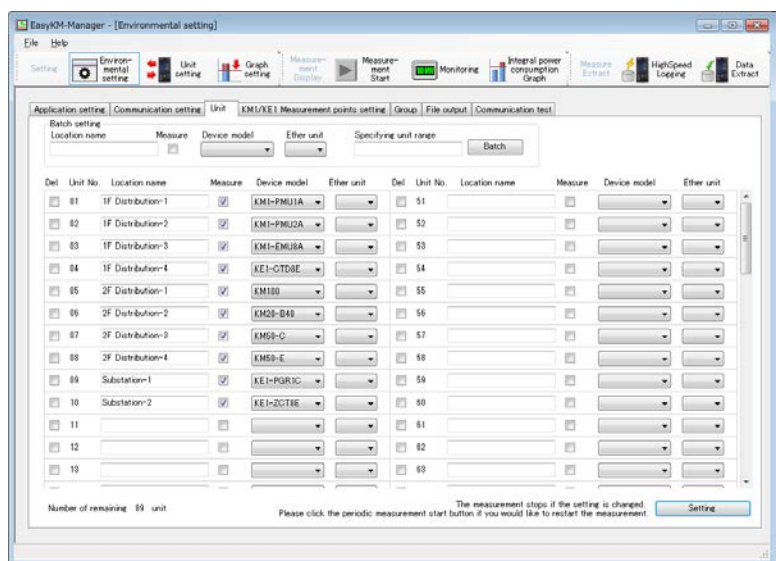 EasyKM-Manager - [Environmental setting]
File Help
Setting
Environ-
mental
setting
Unit
setting
Graph
setting
Measure-
ment
Display
Measure-
ment
Start
Monitoring
Integral power
consumption
Graph
Measure
Extract
HighSpeed
Logging
Data
Extract
Application setting Communication setting Unit KM1/KE1 Measurement points setting Group File output Communication test
Batch setting
Location name Measure Device model Ether unit Specifying unit range
Batch
Del Unit No. Location name Measure Device model Ether unit Del Unit No. Location name Measure Device model Ether unit
01 1F Distribution-1 KM1-PMU1A 51
02 1F Distribution-2 KM1-PMU2A 52
03 1F Distribution-3 KM1-EMU8A 53
04 1F Distribution-4 KE1-CTD8E 54
05 2F Distribution-1 KM100 55
06 2F Distribution-2 KM20-B40 56
07 2F Distribution-3 KM50-C 57
08 2F Distribution-4 KM50-E 58
09 Substation-1 KE1-PGR1C 59
10 Substation-2 KE1-ZCT8E 60
11 61
12 62
13 63
Number of remaining 89 unit
The measurement stops if the setting is changed.
Please click the periodic measurement start button if you would like to restart the measurement.
Setting